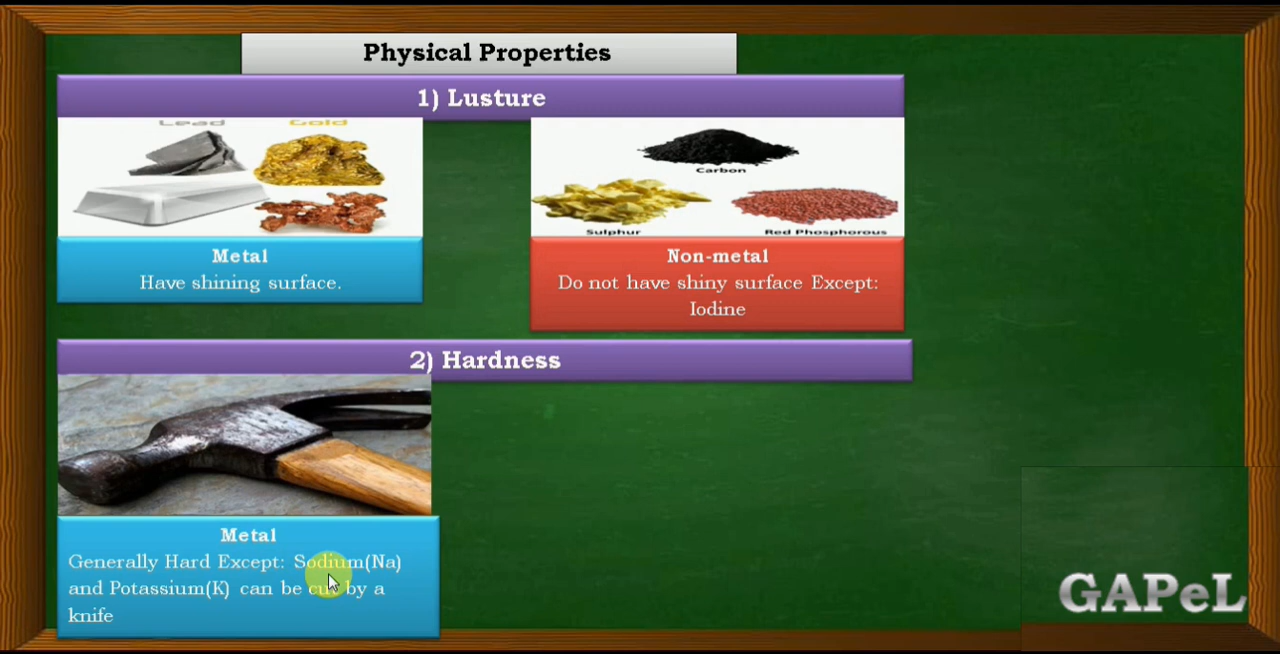 Physical Properties
1) Lusture
Lead Gold
Carbon
Sulphur Red Phosphorous
Metal
Have shining surface.
Non-metal
Do not have shiny surface Except:
Iodine
2) Hardness
Metal
Generally Hard Except: Sodium(Na)
and Potassium(K) can be cut by a
knife
GAPeL